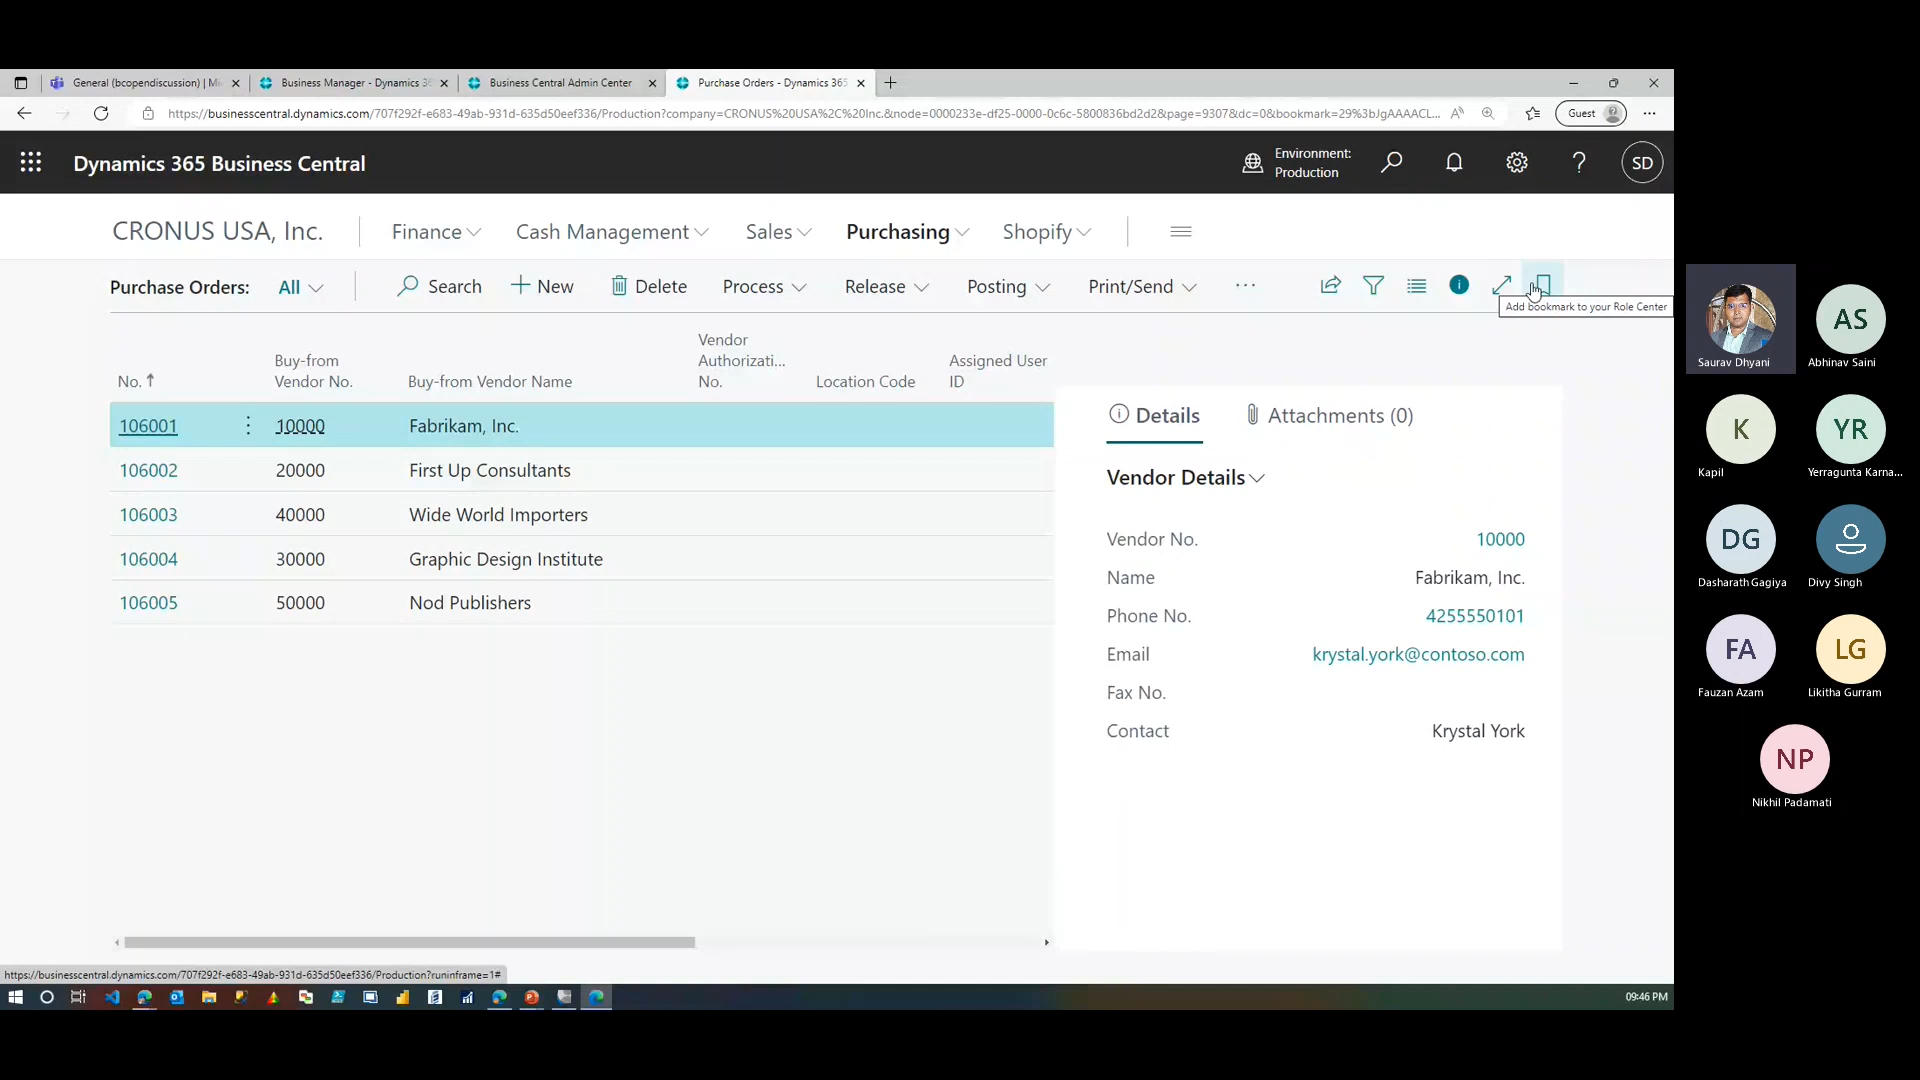 General (bcopendiscussion) | Mi
Business Manager - Dynamics 36
Business Central Admin Center
Purchase Orders - Dynamics 365
https://businesscentral.dynamics.com/707f292f-e683-49ab-931d-635d50eef336/Production?company=CRONUS%20USA%2C%20Inc.&node=0000233e-df25-0000-0c6c-5800836bd2d2&page=9307&dc=0&bookmark=29%3bJgAAAACL...
Guest
Dynamics 365 Business Central
Environment:
Production
SD
CRONUS USA, Inc.
Finance
Cash Management
Sales
Purchasing
Shopify
Purchase Orders:
All
Search
New
Delete
Process
Release
Posting
Print/Send
Add bookmark to your Role Center
No.
Buy-from
Vendor No.
Buy-from Vendor Name
Vendor
Authorizati...
No.
Location Code
Assigned User
ID
106001 10000 Fabrikam, Inc.
106002 20000 First Up Consultants
106003 40000 Wide World Importers
106004 30000 Graphic Design Institute
106005 50000 Nod Publishers
Details
Attachments (0)
Vendor Details
Vendor No. 10000
Name Fabrikam, Inc.
Phone No. 4255550101
Email krystal.york@contoso.com
Fax No.
Contact Krystal York
https://businesscentral.dynamics.com/707f292f-e683-49ab-931d-635d50eef336/Production?runinframe=1#
09:46 PM
Saurav Dhyani
AS
Abhinav Saini
K
Kapil
YR
Yerragunta Karna...
DG
Dasharath Gagiya
Divy Singh
FA
Fauzan Azam
LG
Likitha Gurram
NP
Nikhil Padamati